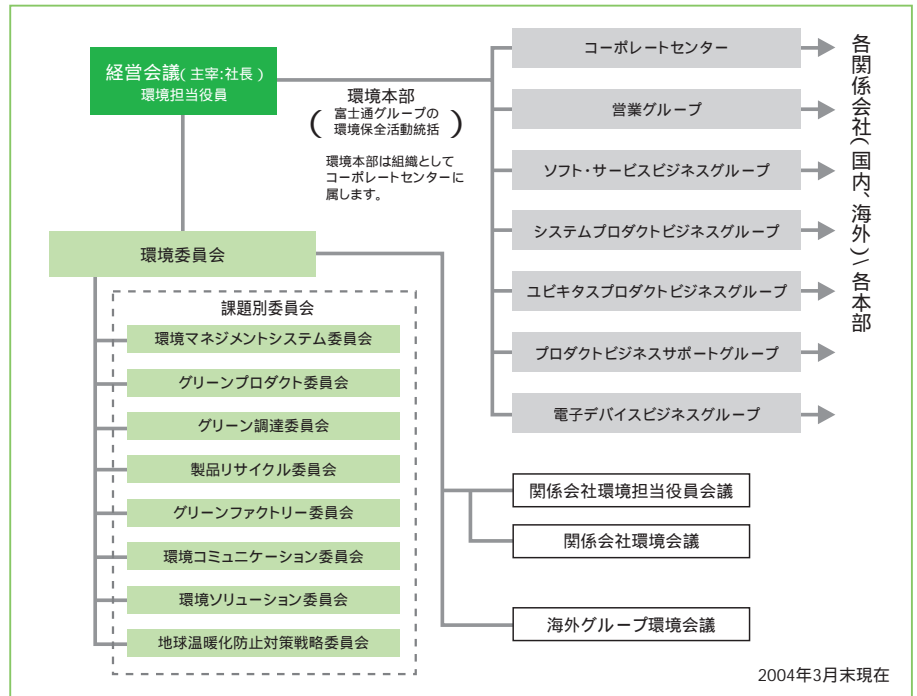 経営会議(主宰:社長)
環境担当役員
環境本部
(富士通グループの
環境保全活動統括)
環境本部は組織として
コーポレートセンターに
属します。
コーポレートセンター
営業グループ
ソフト・サービスビジネスグループ
システムプロダクトビジネスグループ
ユビキタスプロダクトビジネスグループ
プロダクトビジネスサポートグループ
電子デバイスビジネスグループ
各関係会社(国内、海外)\各本部
環境委員会
課題別委員会
環境マネジメントシステム委員会
グリーンプロダクト委員会
グリーン調達委員会
製品リサイクル委員会
グリーンファクトリー委員会
環境コミュニケーション委員会
環境ソリューション委員会
地球温暖化防止対策戦略委員会
関係会社環境担当役員会議
関係会社環境会議
海外グループ環境会議
2004年3月末現在